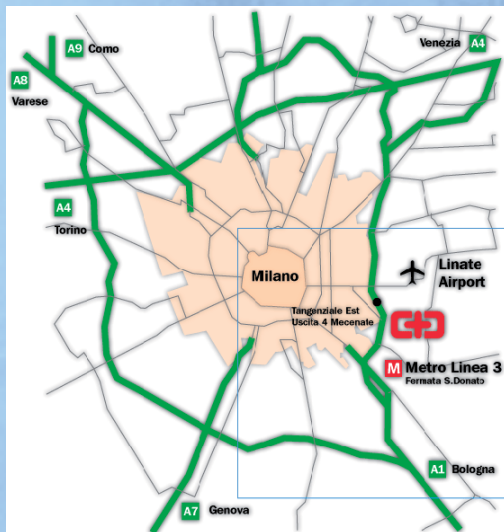 A9 Como
Venezia A4
A8
Varese
A4
Torino
Milano
Linate
Airport
Tangenziale Est
Uscita 4 Mecenate
M Metro Linea 3
Fermata S.Donato
A1 Bologna
A7 Genova